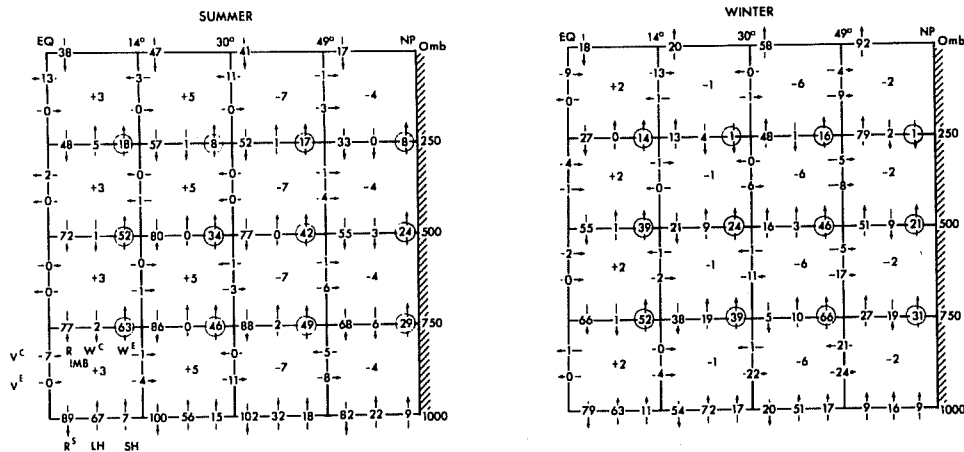 SUMMER
EQ 38 14° 47 30° 41 49° 17 NP 0mb
13 3 11 1
+3 +5 -7 -4
0 0 0 3
48 5 18 57 1 8 52 1 17 33 0 8 250
2 0 0 0
+3 +5 -7 -4
0 0 1 4
72 1 52 80 0 34 77 0 42 55 3 24 500
0 0 0 1
+3 +5 -7 -4
0 1 3 6
77 2 63 86 0 46 88 2 49 68 6 29 750
V^C 7 R W^C W^E 1 0 5
IMB
+3 +5 -7 -4
V^E 0 4 11 8
89 67 7 100 56 15 102 32 18 82 22 9 1000
R^S LH SH
WINTER
EQ 18 14° 20 30° 58 49° 92 NP 0mb
9 13 0 4
+2 -1 -6 -2
0 0 1 9
27 0 14 13 4 1 48 1 16 79 2 1 250
4 1 0 5
+2 -1 -6 -2
1 0 6 8
55 1 39 21 9 24 16 3 46 51 9 21 500
2 1 0 5
+2 -1 -6 -2
0 2 11 17
66 1 52 38 19 39 5 10 66 27 19 31 750
1 0 1 21
+2 -1 -6 -2
0 4 22 24
79 63 11 54 72 17 20 51 17 9 16 9 1000